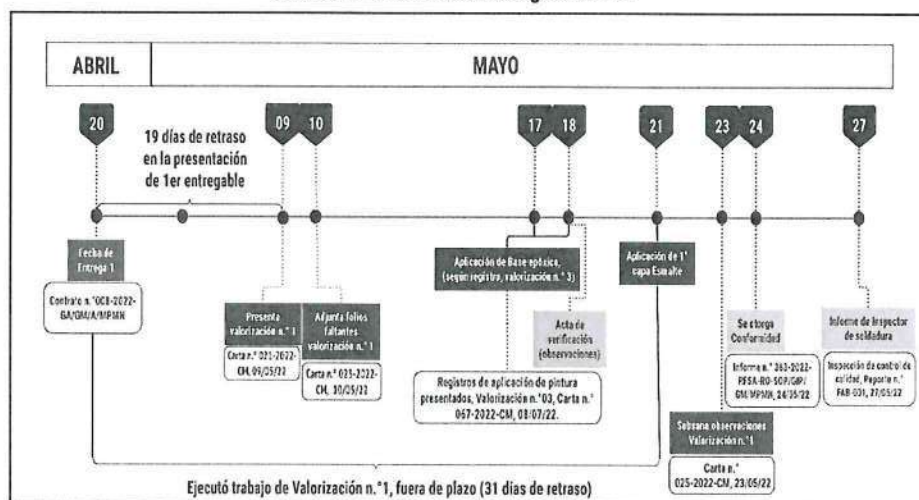 ABRIL
MAYO
20
09
10
17
18
21
23
24
27
19 días de retraso
en la presentación
de 1er entregable
Fecha de
Entrega 1
Contrato n.°008-2022-
GA/GM/A/MPMN
Presenta
valorización n.° 1
Carta n.° 021-2022-
CM, 09/05/22
Adjunta folios
faltantes
valorización n.° 1
Carta n.° 023-2022-
CM, 10/05/22
Aplicación de Base epóxico,
(según registro, valorización n.° 3)
Registros de aplicación de pintura
presentados, Valorización n.°03, Carta n.°
067-2022-CM, 08/07/22.
Acta de
verificación
(observaciones)
Aplicación de 1°
capa Esmalte
Subsana observaciones
Valorización n.°1
Carta n.°
025-2022-CM, 23/05/22
Se otorga
Conformidad
Informe n.° 363-2022-
PFSA-RO-SOP/GIP/
GM/MPMN, 24/05/22
Informe de Inspector
de soldadura
Inspección de control de
calidad, Reporte n.°
FAB-001, 27/05/22
Ejecutó trabajo de Valorización n.°1, fuera de plazo (31 días de retraso)